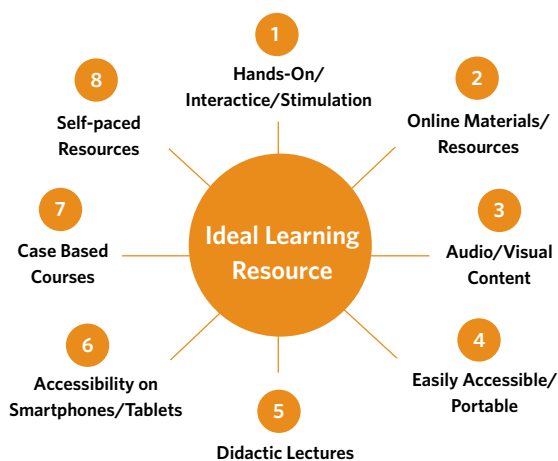 1
Hands-On/
Interactice/Stimulation
2
Online Materials/
Resources
3
Audio/Visual
Content
4
Easily Accessible/
Portable
5
Didactic Lectures
6
Accessibility on
Smartphones/Tablets
7
Case Based
Courses
8
Self-paced
Resources
Ideal Learning
Resource